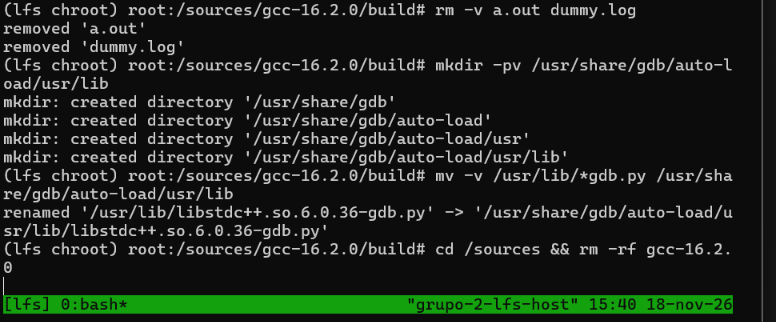 (lfs chroot) root:/sources/gcc-16.2.0/build# rm -v a.out dummy.log
removed 'a.out'
removed 'dummy.log'
(lfs chroot) root:/sources/gcc-16.2.0/build# mkdir -pv /usr/share/gdb/auto-l
oad/usr/lib
mkdir: created directory '/usr/share/gdb'
mkdir: created directory '/usr/share/gdb/auto-load'
mkdir: created directory '/usr/share/gdb/auto-load/usr'
mkdir: created directory '/usr/share/gdb/auto-load/usr/lib'
(lfs chroot) root:/sources/gcc-16.2.0/build# mv -v /usr/lib/*gdb.py /usr/sha
re/gdb/auto-load/usr/lib
renamed '/usr/lib/libstdc++.so.6.0.36-gdb.py' -> '/usr/share/gdb/auto-load/u
sr/lib/libstdc++.so.6.0.36-gdb.py'
(lfs chroot) root:/sources/gcc-16.2.0/build# cd /sources && rm -rf gcc-16.2.
0
[lfs] 0:bash* "grupo-2-lfs-host" 15:40 18-nov-26